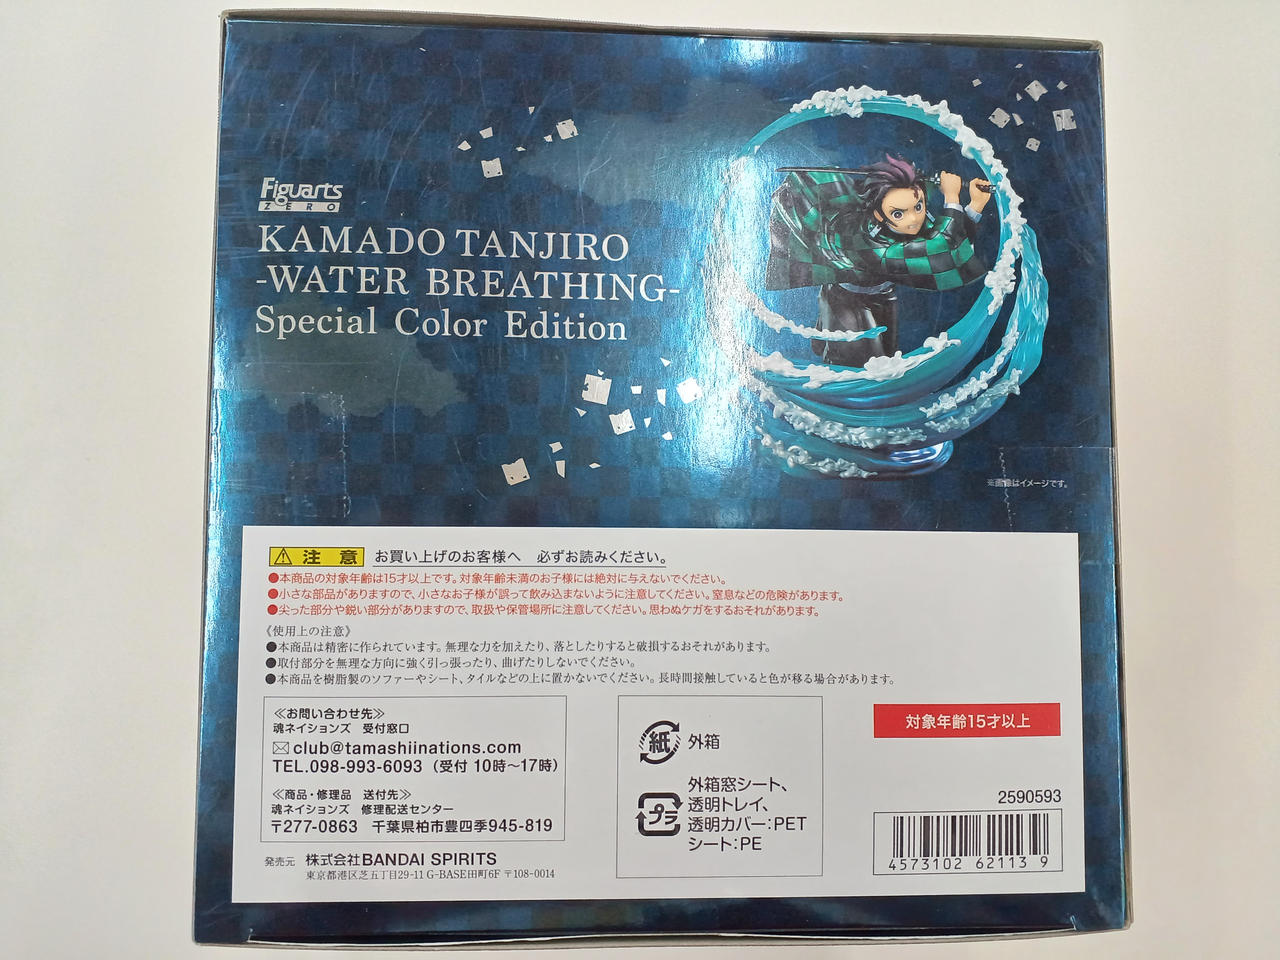 Figuarts
ZERO
KAMADO TANJIRO
-WATER BREATHING-
Special Color Edition
※画像はイメージです。
注 意 お買い上げのお客様へ 必ずお読みください。
●本商品の対象年齢は15才以上です。対象年齢未満のお子様には絶対に与えないでください。
●小さな部品がありますので、小さなお子様が誤って飲み込まないように注意してください。窒息などの危険があります。
●尖った部分や鋭い部分がありますので、取扱や保管場所に注意してください。思わぬケガをするおそれがあります。
《使用上の注意》
●本商品は精密に作られています。無理な力を加えたり、落としたりすると破損するおそれがあります。
●取付部分を無理な方向に強く引っ張ったり、曲げたりしないでください。
●本商品を樹脂製のソファーやシート、タイルなどの上に置かないでください。長時間接触していると色が移る場合があります。
≪お問い合わせ先≫
魂ネイションズ 受付窓口
club@tamashiinations.com
TEL.098-993-6093（受付 10時～17時）
≪商品・修理品 送付先≫
魂ネイションズ 修理配送センター
〒277-0863 千葉県柏市豊四季945-819
発売元 株式会社BANDAI SPIRITS
東京都港区芝五丁目29-11 G-BASE田町6F 〒108-0014
紙 外箱
プラ 外箱窓シート、
透明トレイ、
透明カバー：PET
シート：PE
対象年齢15才以上
2590593
4573102 62113 9